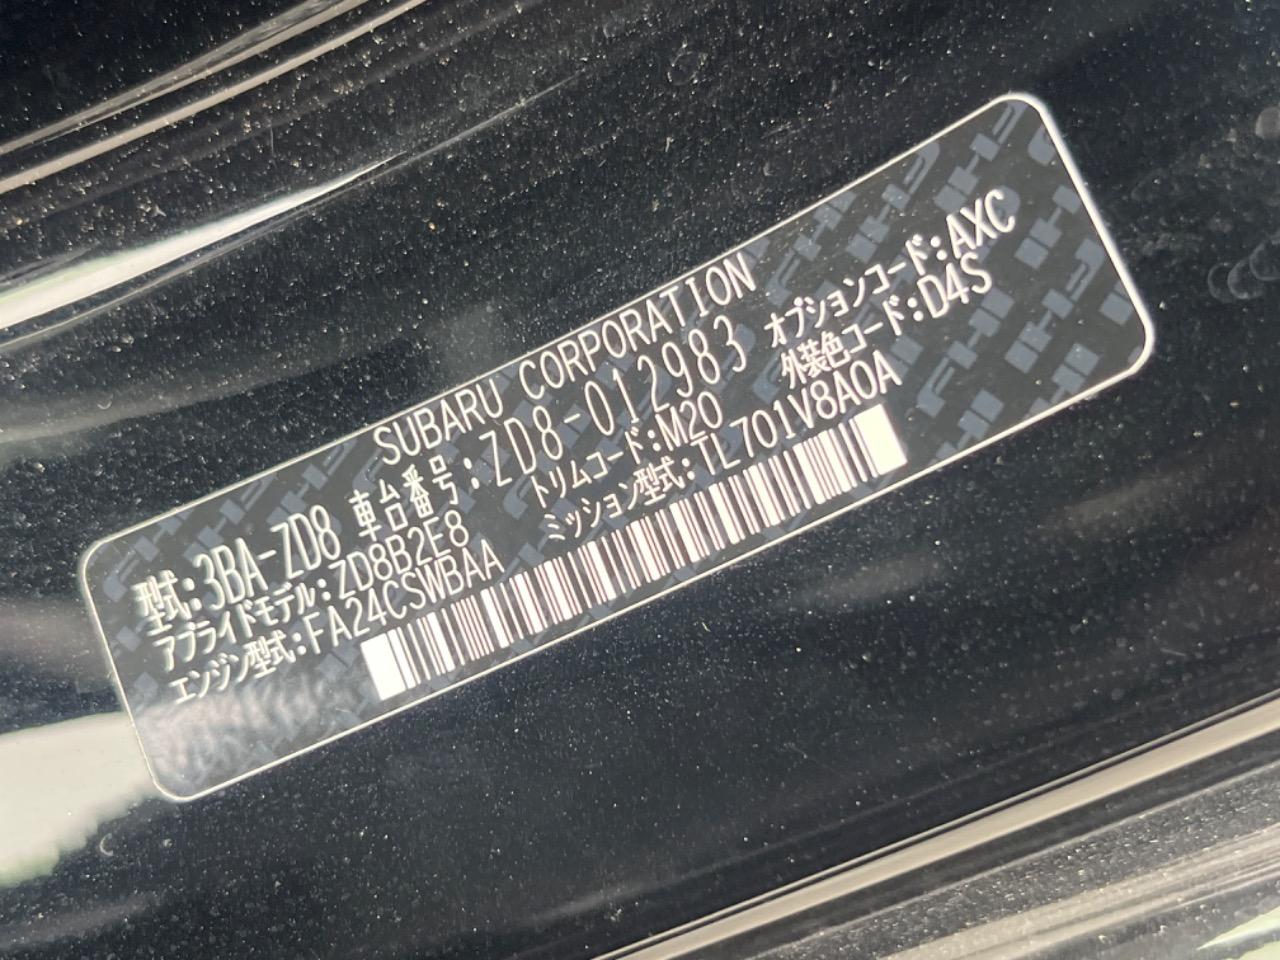 SUBARU CORPORATION
型式:3BA-ZD8 車台番号:ZD8-012983
アプライドモデル:ZD8B2E8 トリムコード:M20 オプションコード:AXC
エンジン型式:FA24CSWBAA ミッション型式:TL701V8A0A 外装色コード:D4S